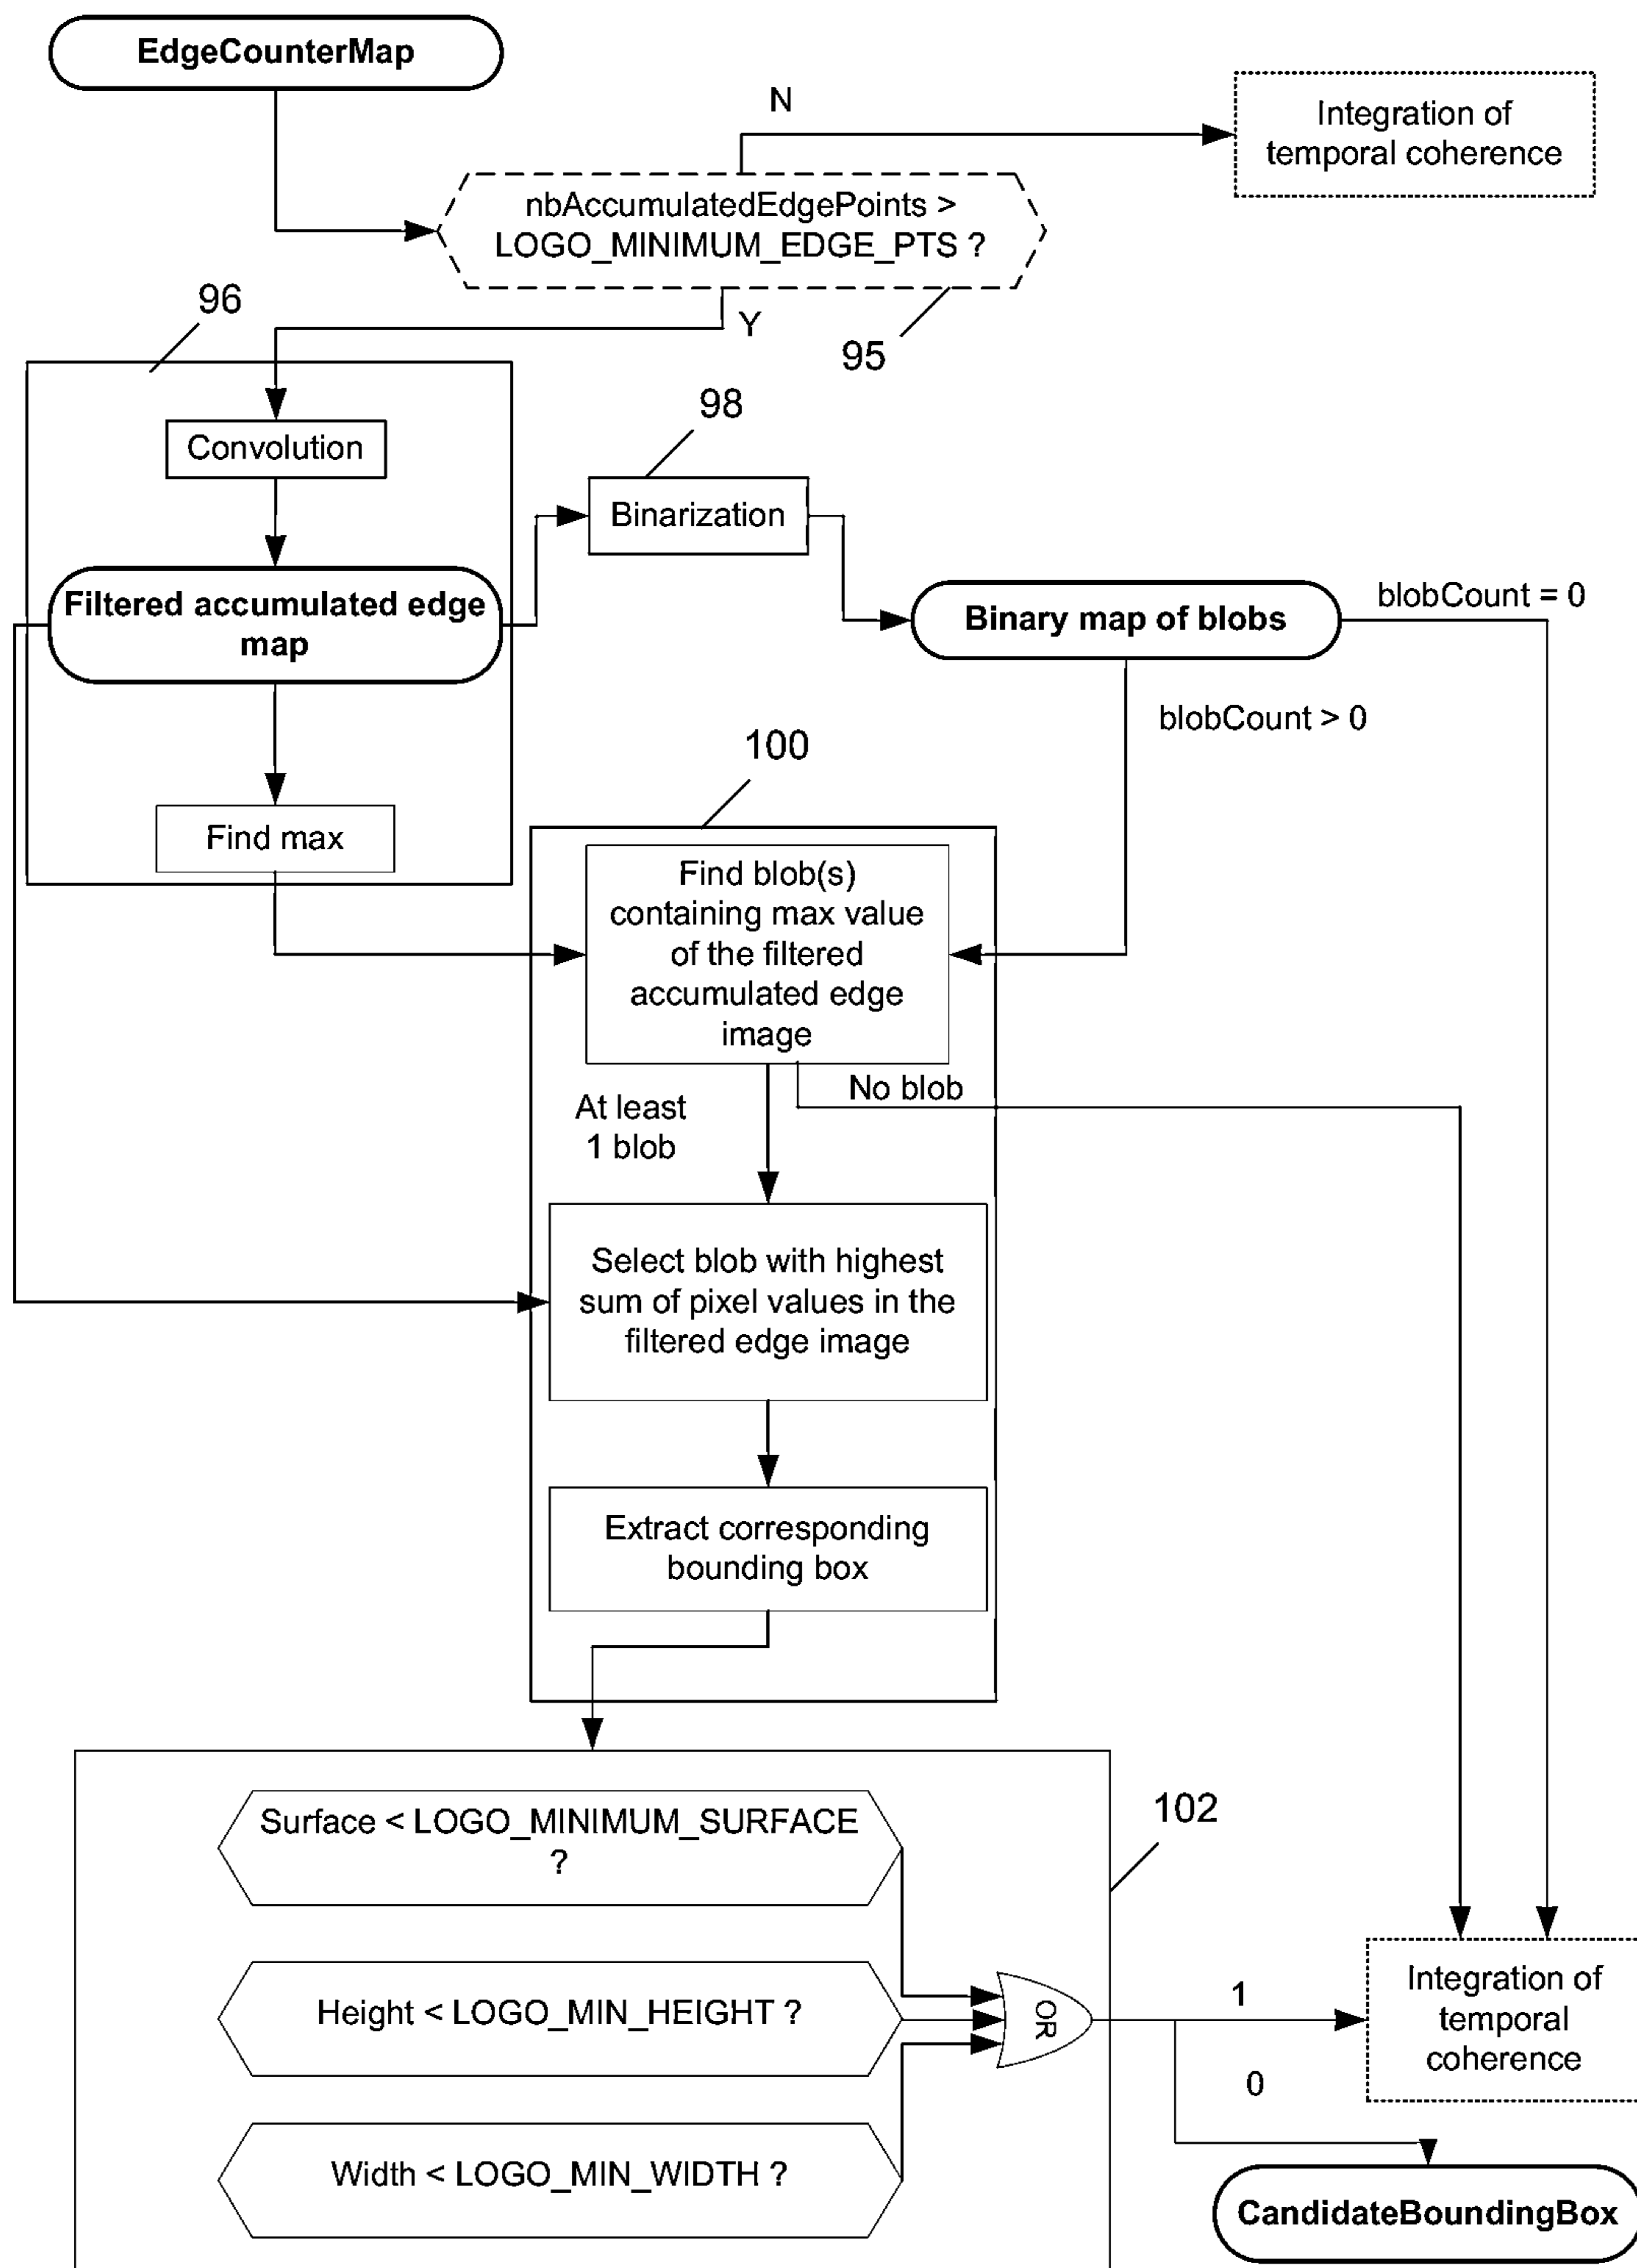 EdgeCounterMap
N
Integration of
temporal coherence
nbAccumulatedEdgePoints >
LOGO_MINIMUM_EDGE_PTS ?
96
Y
95
98
Convolution
Binarization
Filtered accumulated edge
map
Binary map of blobs
blobCount = 0
blobCount > 0
100
Find max
Find blob(s)
containing max value
of the filtered
accumulated edge
image
No blob
At least
1 blob
Select blob with highest
sum of pixel values in the
filtered edge image
Extract corresponding
bounding box
Surface < LOGO_MINIMUM_SURFACE
?
102
Height < LOGO_MIN_HEIGHT ?
OR
1
Integration of
temporal
coherence
0
Width < LOGO_MIN_WIDTH ?
CandidateBoundingBox